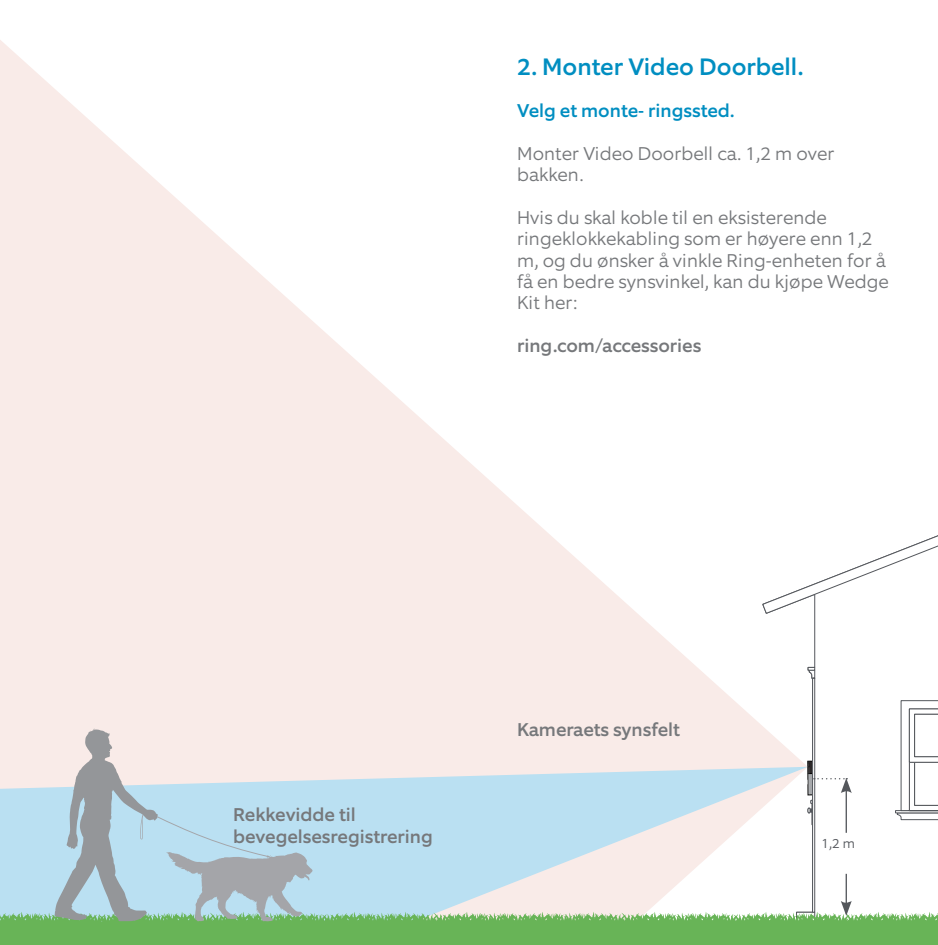 2. Monter Video Doorbell.
Velg et monte- ringssted.
Monter Video Doorbell ca. 1,2 m over
bakken.
Hvis du skal koble til en eksisterende
ringeklokkekabling som er høyere enn 1,2
m, og du ønsker å vinkle Ring-enheten for å
få en bedre synsvinkel, kan du kjøpe Wedge
Kit her:
ring.com/accessories
Kameraets synsfelt
Rekkevidde til
bevegelsesregistrering
1,2 m